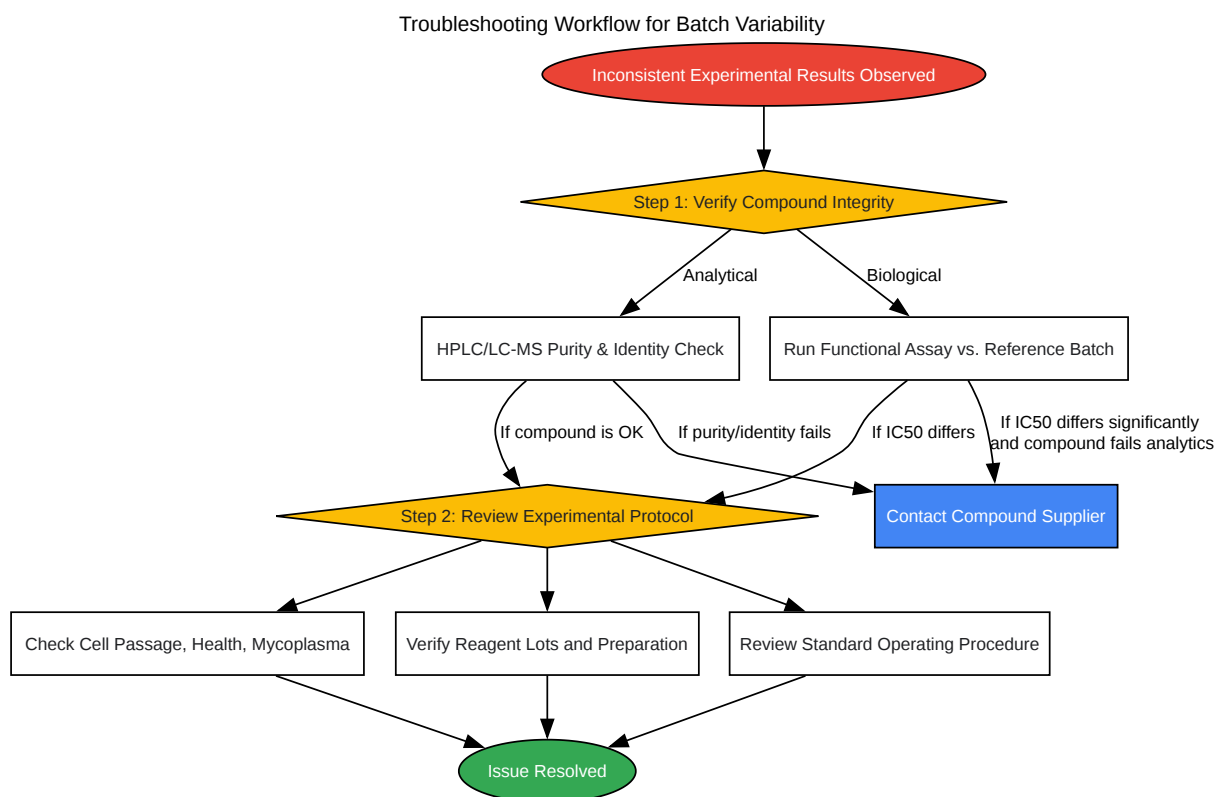 Troubleshooting Workflow for Batch Variability
Inconsistent Experimental Results Observed
Step 1: Verify Compound Integrity
Analytical
Biological
HPLC/LC-MS Purity & Identity Check
Run Functional Assay vs. Reference Batch
If compound is OK
If purity/identity fails
If IC50 differs
If IC50 differs significantly
and compound fails analytics
Step 2: Review Experimental Protocol
Contact Compound Supplier
Check Cell Passage, Health, Mycoplasma
Verify Reagent Lots and Preparation
Review Standard Operating Procedure
Issue Resolved